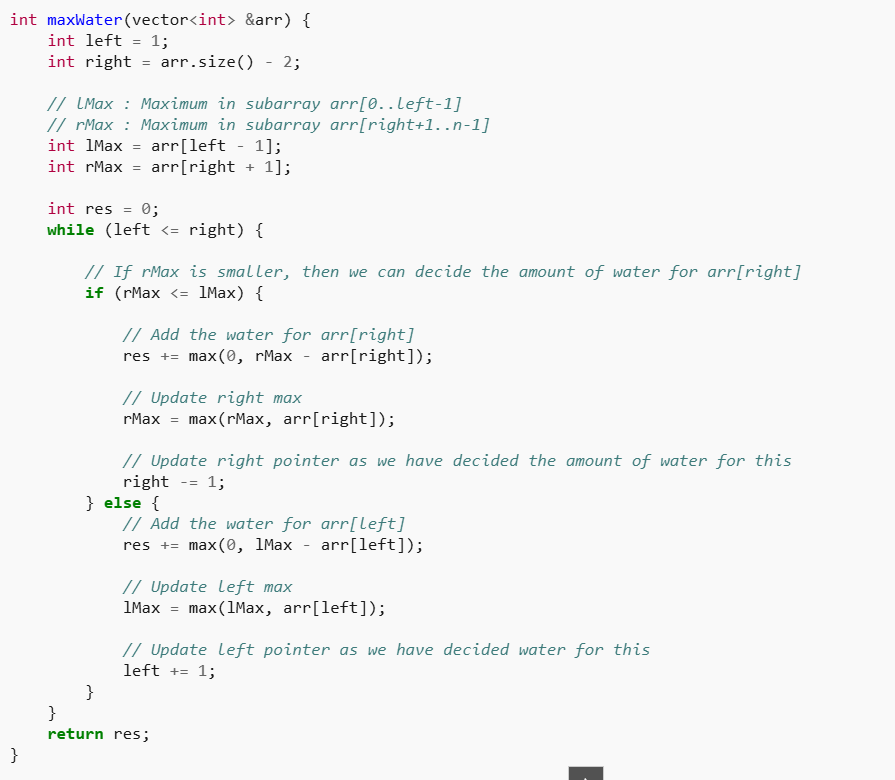 int maxWater(vector<int> &arr) {
    int left = 1;
    int right = arr.size() - 2;

    // lMax : Maximum in subarray arr[0..left-1]
    // rMax : Maximum in subarray arr[right+1..n-1]
    int lMax = arr[left - 1];
    int rMax = arr[right + 1];

    int res = 0;
    while (left <= right) {

        // If rMax is smaller, then we can decide the amount of water for arr[right]
        if (rMax <= lMax) {

            // Add the water for arr[right]
            res += max(0, rMax - arr[right]);

            // Update right max
            rMax = max(rMax, arr[right]);

            // Update right pointer as we have decided the amount of water for this
            right -= 1;
        } else {
            // Add the water for arr[left]
            res += max(0, lMax - arr[left]);

            // Update left max
            lMax = max(lMax, arr[left]);

            // Update left pointer as we have decided water for this
            left += 1;
        }
    }
    return res;
}